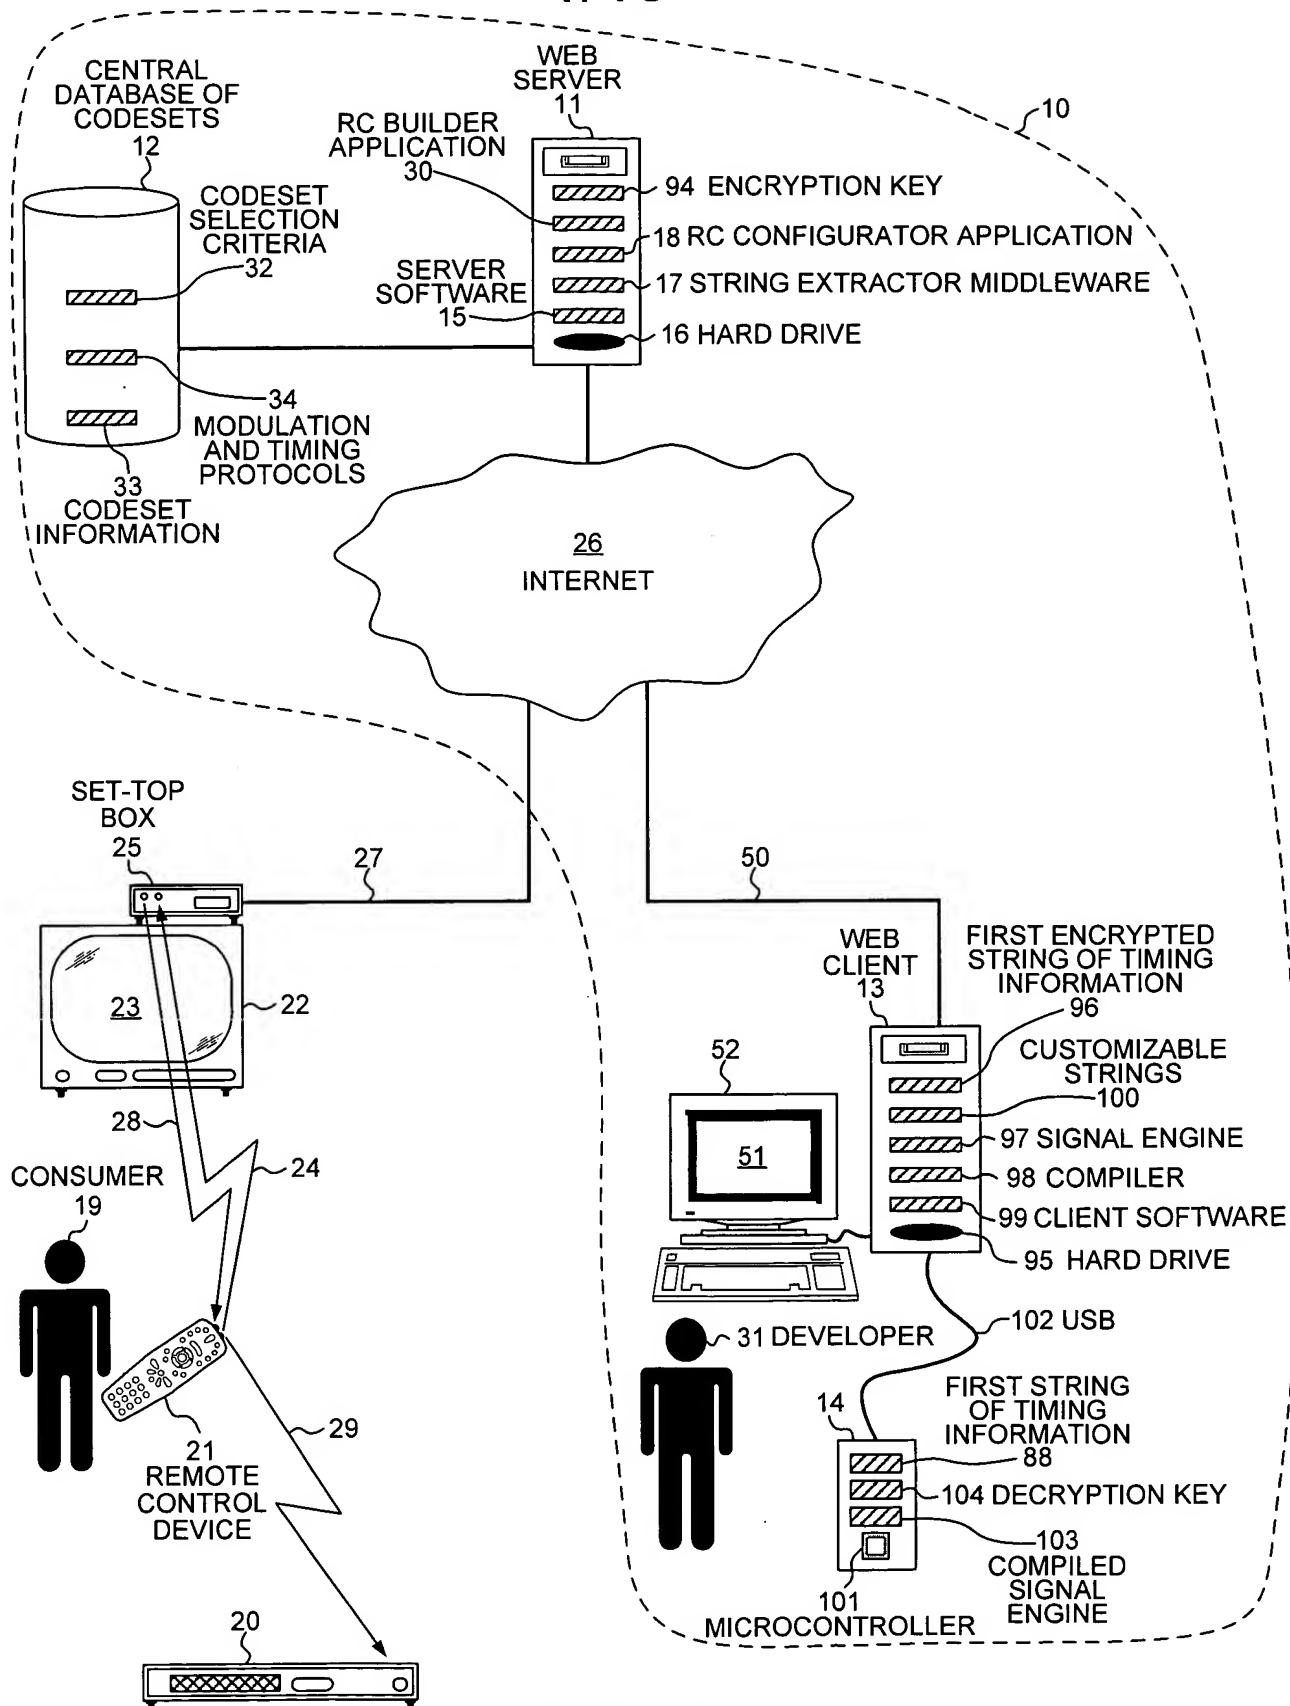 10
WEB
SERVER
11
CENTRAL
DATABASE OF
CODESETS
12
RC BUILDER
APPLICATION
30
94 ENCRYPTION KEY
CODESET
SELECTION
CRITERIA
32
18 RC CONFIGURATOR APPLICATION
SERVER
SOFTWARE
15
17 STRING EXTRACTOR MIDDLEWARE
16 HARD DRIVE
34
MODULATION
AND TIMING
PROTOCOLS
33
CODESET
INFORMATION
26
INTERNET
SET-TOP
BOX
25
27
50
23
22
28
24
WEB
CLIENT
13
FIRST ENCRYPTED
STRING OF TIMING
INFORMATION
96
CUSTOMIZABLE
STRINGS
100
52
51
97 SIGNAL ENGINE
98 COMPILER
99 CLIENT SOFTWARE
95 HARD DRIVE
CONSUMER
19
102 USB
31 DEVELOPER
21
REMOTE
CONTROL
DEVICE
29
14
FIRST STRING
OF TIMING
INFORMATION
88
104 DECRYPTION KEY
103
COMPILED
SIGNAL
ENGINE
101
MICROCONTROLLER
20